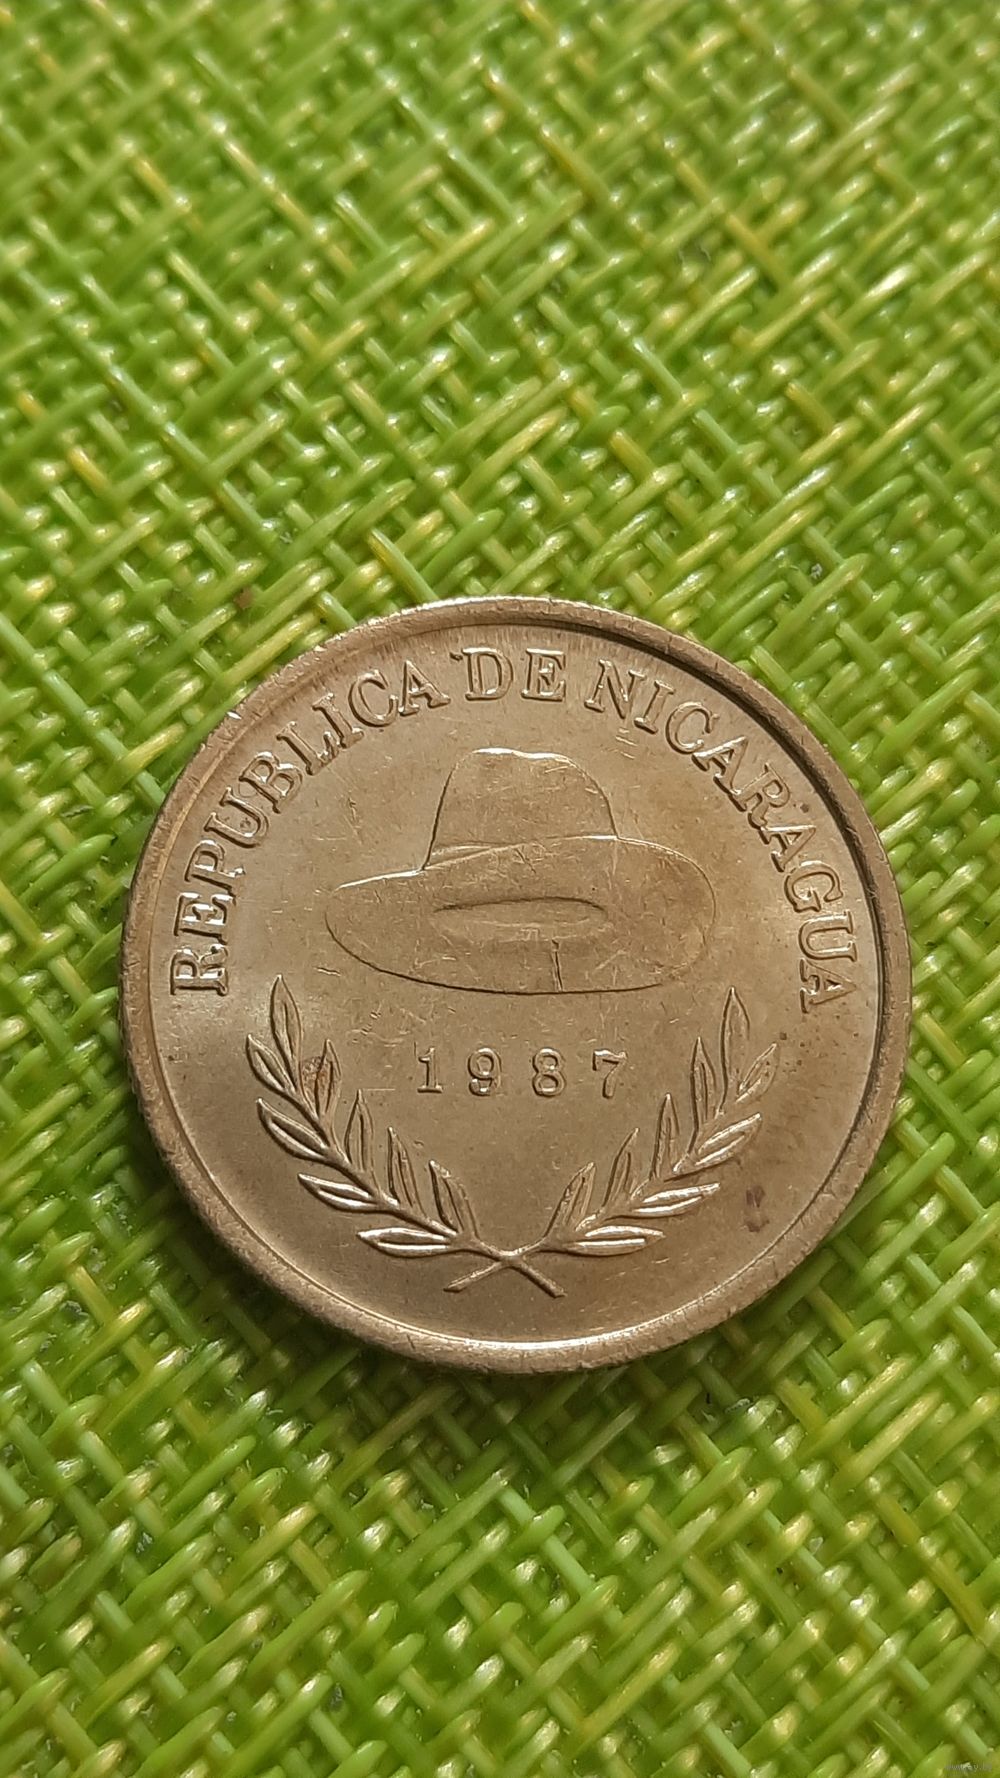 REPUBLICA DE NICARAGUA
1987